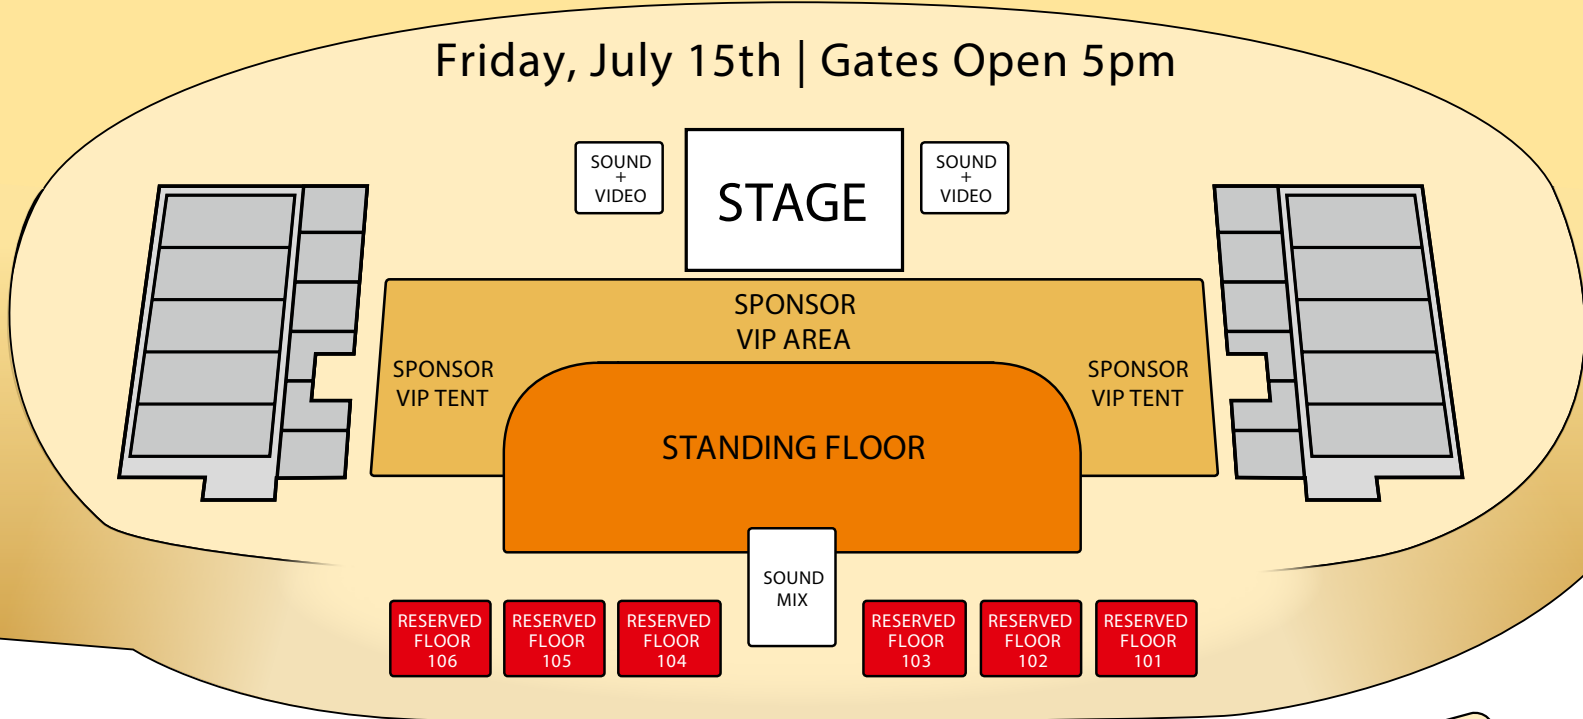 Friday, July 15th | Gates Open 5pm
SOUND
+
VIDEO
STAGE
SOUND
+
VIDEO
SPONSOR
VIP AREA
SPONSOR
VIP TENT
SPONSOR
VIP TENT
STANDING FLOOR
SOUND
MIX
RESERVED
FLOOR
106
RESERVED
FLOOR
105
RESERVED
FLOOR
104
RESERVED
FLOOR
103
RESERVED
FLOOR
102
RESERVED
FLOOR
101